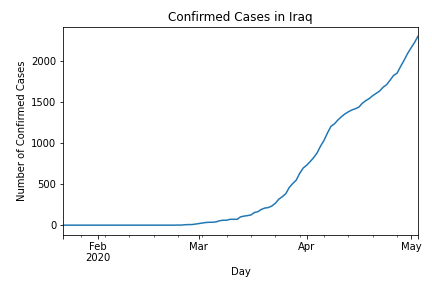 Confirmed Cases in Iraq
Number of Confirmed Cases
2000
1500
1000
500
0
Feb
2020
Mar
Apr
May
Day